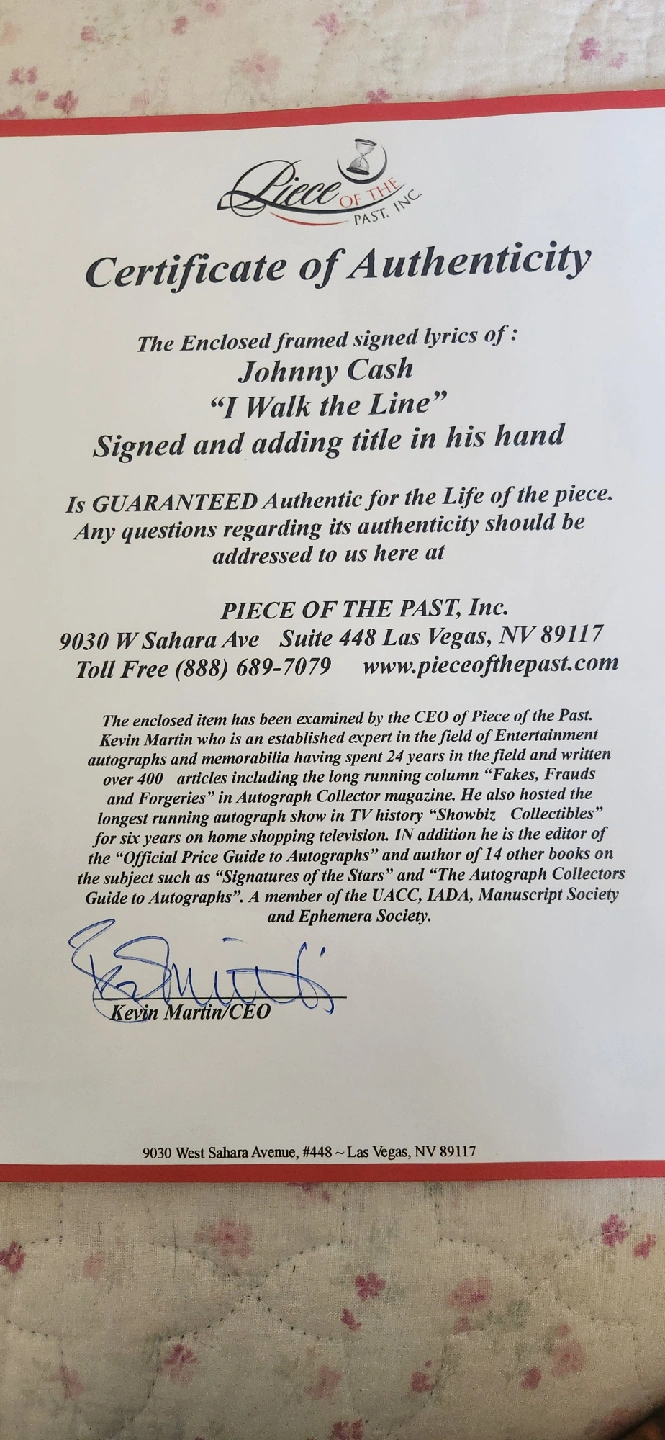 Piece OF THE
PAST, INC.
Certificate of Authenticity
The Enclosed framed signed lyrics of :
Johnny Cash
“I Walk the Line”
Signed and adding title in his hand
Is GUARANTEED Authentic for the Life of the piece.
Any questions regarding its authenticity should be
addressed to us here at
PIECE OF THE PAST, Inc.
9030 W Sahara Ave Suite 448 Las Vegas, NV 89117
Toll Free (888) 689-7079 www.pieceofthepast.com
The enclosed item has been examined by the CEO of Piece of the Past.
Kevin Martin who is an established expert in the field of Entertainment
autographs and memorabilia having spent 24 years in the field and written
over 400 articles including the long running column “Fakes, Frauds
and Forgeries” in Autograph Collector magazine. He also hosted the
longest running autograph show in TV history “Showbiz Collectibles”
for six years on home shopping television. IN addition he is the editor of
the “Official Price Guide to Autographs” and author of 14 other books on
the subject such as “Signatures of the Stars” and “The Autograph Collectors
Guide to Autographs”. A member of the UACC, IADA, Manuscript Society
and Ephemera Society.
Kevin Martin/CEO
9030 West Sahara Avenue, #448 ~ Las Vegas, NV 89117